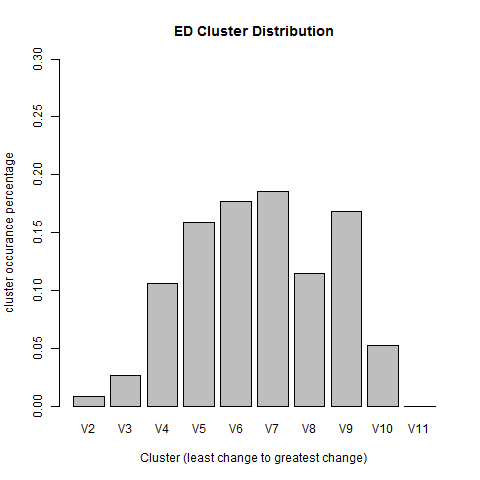 ED Cluster Distribution
cluster occurance percentage
0.30
0.25
0.20
0.15
0.10
0.05
0.00
V2 V3 V4 V5 V6 V7 V8 V9 V10 V11
Cluster (least change to greatest change)